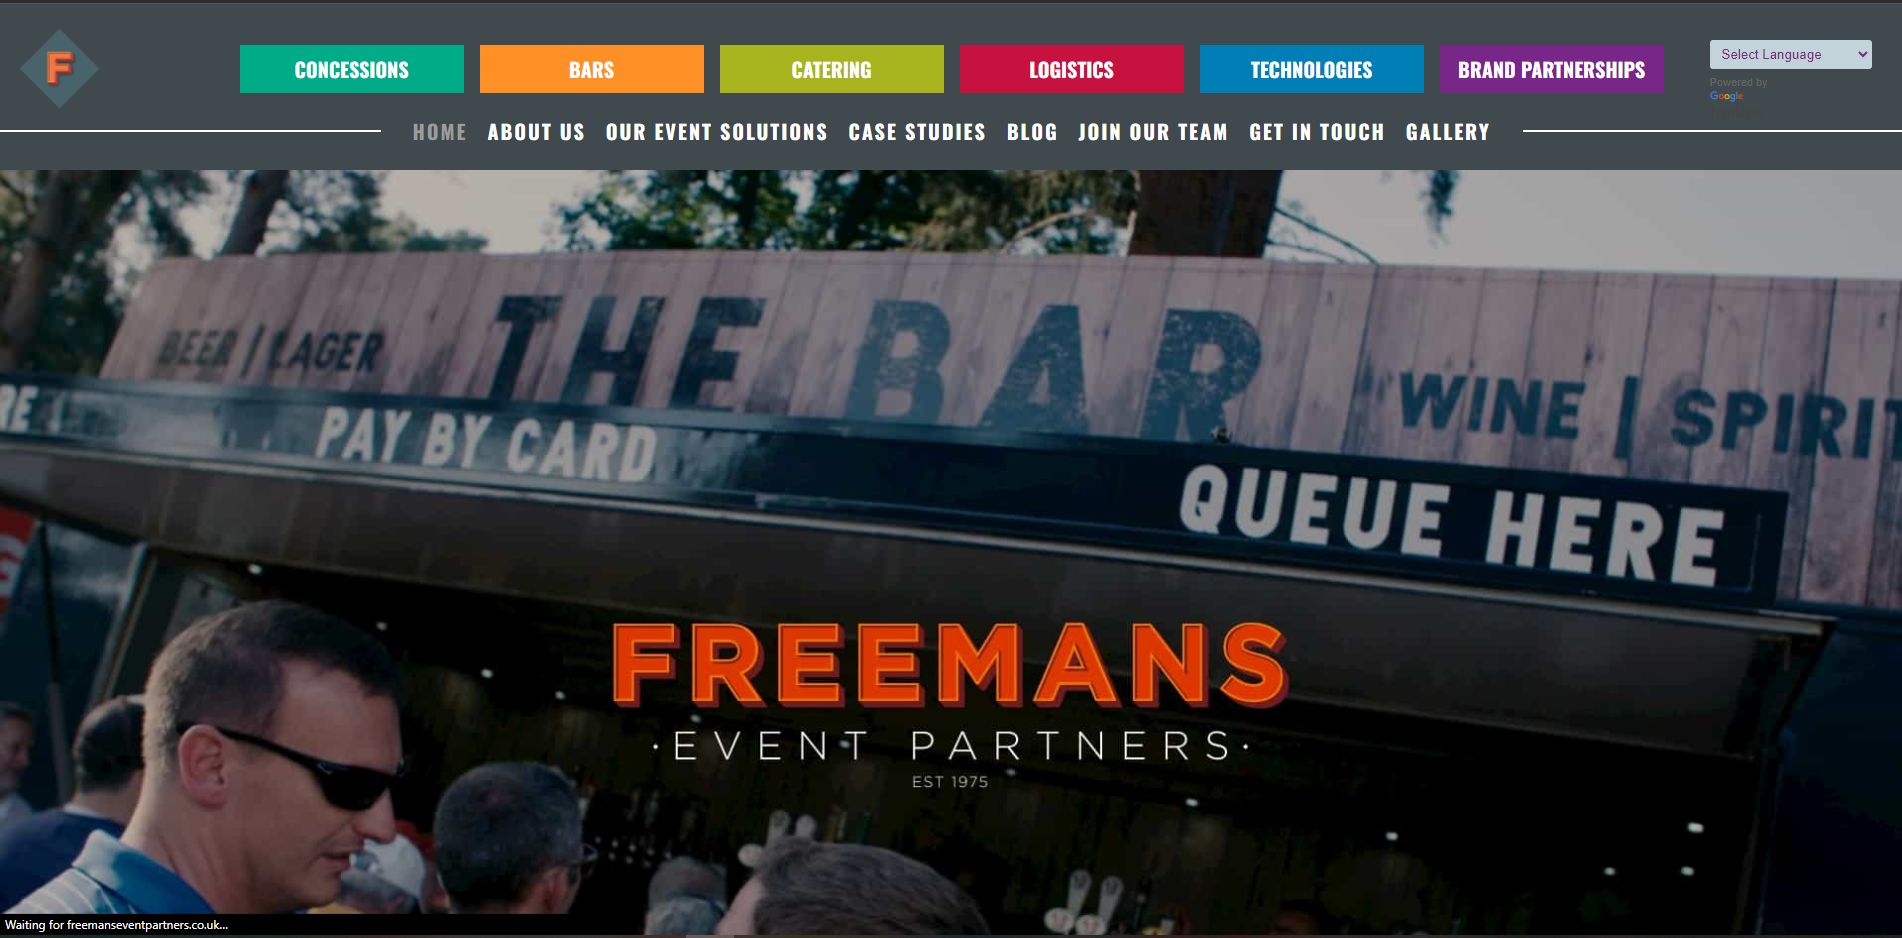 F
CONCESSIONS
BARS
CATERING
LOGISTICS
TECHNOLOGIES
BRAND PARTNERSHIPS
Select Language
Powered by
Google
HOME ABOUT US OUR EVENT SOLUTIONS CASE STUDIES BLOG JOIN OUR TEAM GET IN TOUCH GALLERY
BEER | LAGER
THE BAR
WINE | SPIRIT
PAY BY CARD
QUEUE HERE
FREEMANS
· EVENT PARTNERS ·
EST 1975
Waiting for freemanseventpartners.co.uk...